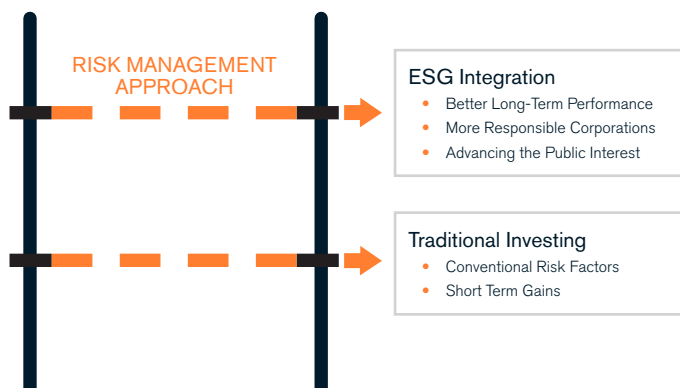 RISK MANAGEMENT
APPROACH
ESG Integration
• Better Long-Term Performance
• More Responsible Corporations
• Advancing the Public Interest
Traditional Investing
• Conventional Risk Factors
• Short Term Gains